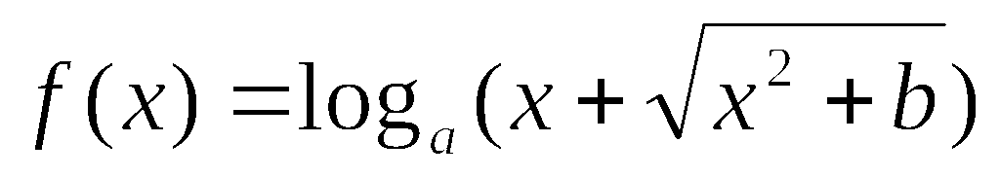 f(x) = log_a(x + √(x² + b))